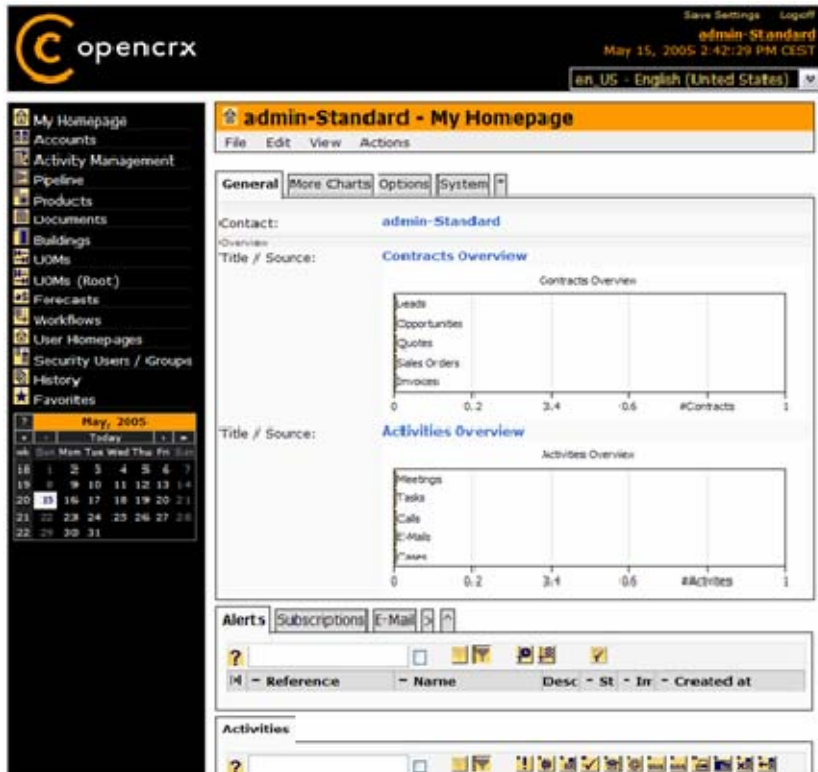 Save Settings Logoff
opencrx
admin-Standard
May 15, 2005 2:42:29 PM CEST
en_US - English (United States)
My Homepage
Accounts
Activity Management
Pipeline
Products
Documents
Buildings
UOMs
UOMs (Root)
Forecasts
Workflows
User Homepages
Security Users / Groups
History
Favorites
? May, 2005
Today
wk Sun Mon Tue Wed Thu Fri Sat
18 1 2 3 4 5 6 7
19 8 9 10 11 12 13 14
20 15 16 17 18 19 20 21
21 22 23 24 25 26 27 28
22 29 30 31
admin-Standard - My Homepage
File Edit View Actions
General More Charts Options System
Contact: admin-Standard
Overview
Title / Source: Contracts Overview
Contracts Overview
Leads
Opportunities
Quotes
Sales Orders
Invoices
0 0.2 0.4 0.6 #Contracts 1
Title / Source: Activities Overview
Activities Overview
Meetings
Tasks
Calls
E-Mails
Cases
0 0.2 0.4 0.6 #Activities 1
Alerts Subscriptions E-Mail > ^
?
Reference Name Desc St Im Created at
Activities
?